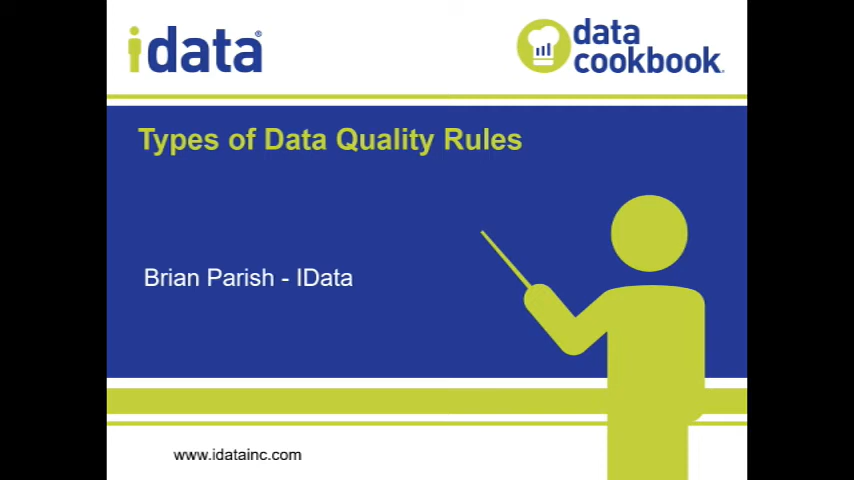 idata®
data
cookbook
Types of Data Quality Rules
Brian Parish - IData
www.idatainc.com